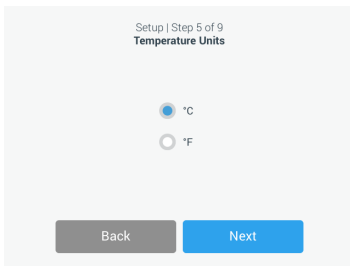 Setup | Step 5 of 9
Temperature Units
°C
°F
Back Next